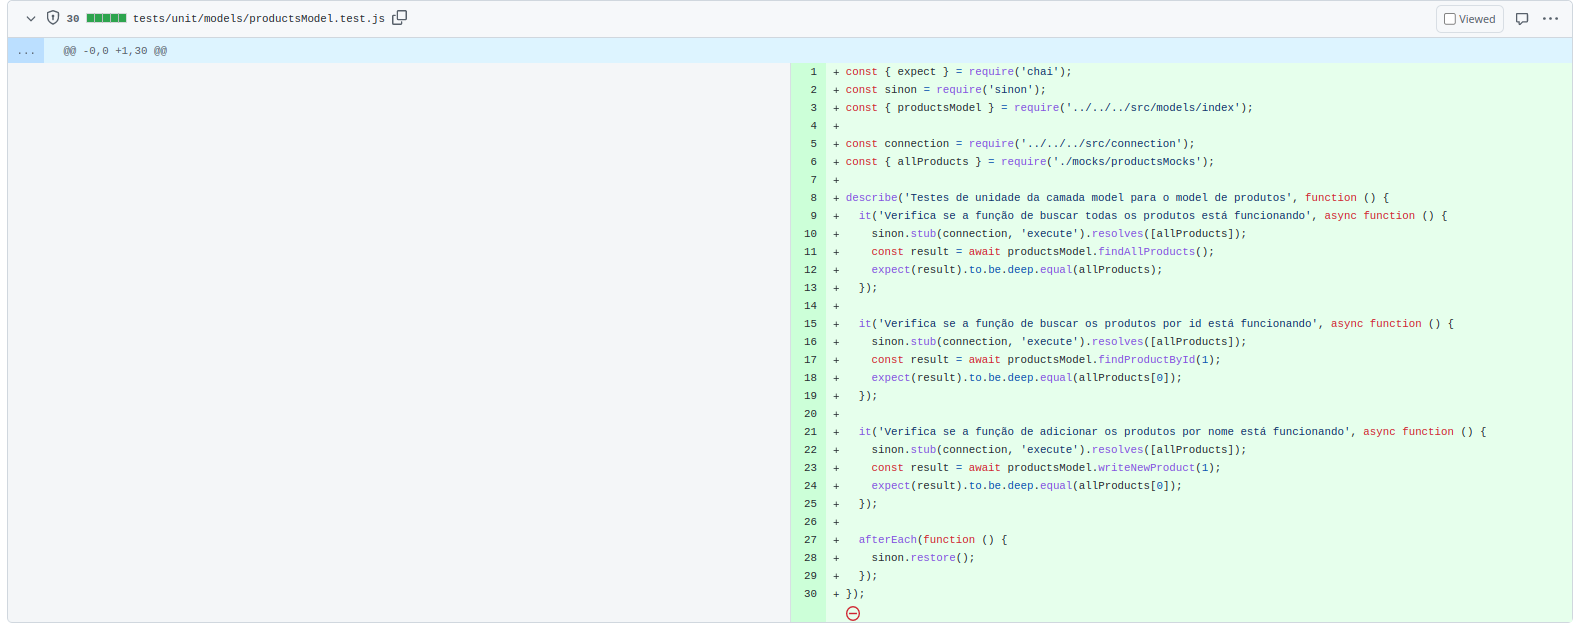 30 tests/unit/models/productsModel.test.js Viewed
... @@ -0,0 +1,30 @@
1 + const { expect } = require('chai');
2 + const sinon = require('sinon');
3 + const { productsModel } = require('../../../src/models/index');
4 +
5 + const connection = require('../../../src/connection');
6 + const { allProducts } = require('./mocks/productsMocks');
7 +
8 + describe('Testes de unidade da camada model para o model de produtos', function () {
9 +   it('Verifica se a função de buscar todas os produtos está funcionando', async function () {
10 +     sinon.stub(connection, 'execute').resolves([allProducts]);
11 +     const result = await productsModel.findAllProducts();
12 +     expect(result).to.be.deep.equal(allProducts);
13 +   });
14 +
15 +   it('Verifica se a função de buscar os produtos por id está funcionando', async function () {
16 +     sinon.stub(connection, 'execute').resolves([allProducts]);
17 +     const result = await productsModel.findProductById(1);
18 +     expect(result).to.be.deep.equal(allProducts[0]);
19 +   });
20 +
21 +   it('Verifica se a função de adicionar os produtos por nome está funcionando', async function () {
22 +     sinon.stub(connection, 'execute').resolves([allProducts]);
23 +     const result = await productsModel.writeNewProduct(1);
24 +     expect(result).to.be.deep.equal(allProducts[0]);
25 +   });
26 +
27 +   afterEach(function () {
28 +     sinon.restore();
29 +   });
30 + });